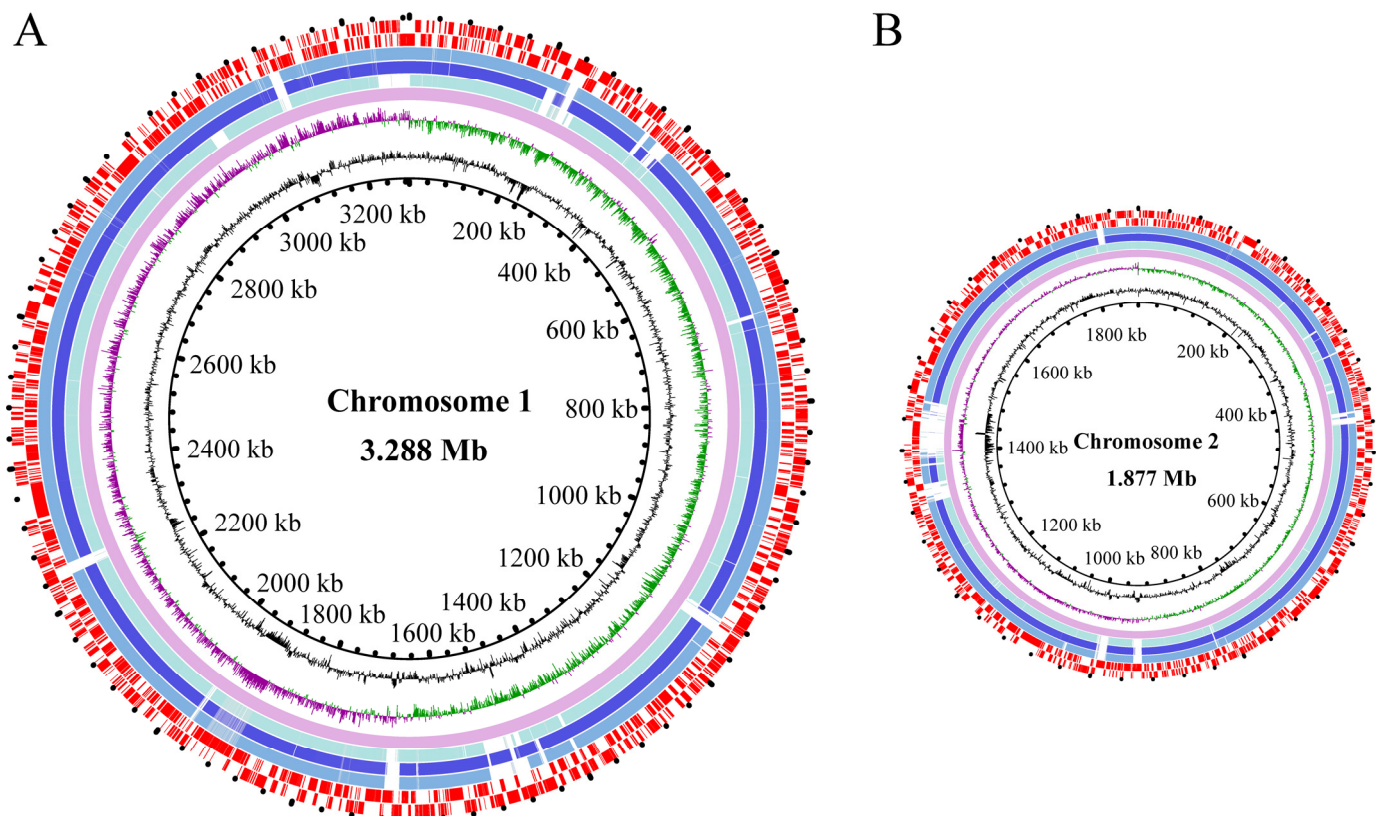 A
B
3200 kb
200 kb
400 kb
600 kb
800 kb
1000 kb
1200 kb
1400 kb
1600 kb
1800 kb
2000 kb
2200 kb
2400 kb
2600 kb
2800 kb
3000 kb
Chromosome 1
3.288 Mb
1800 kb
200 kb
400 kb
600 kb
800 kb
1000 kb
1200 kb
1400 kb
1600 kb
Chromosome 2
1.877 Mb